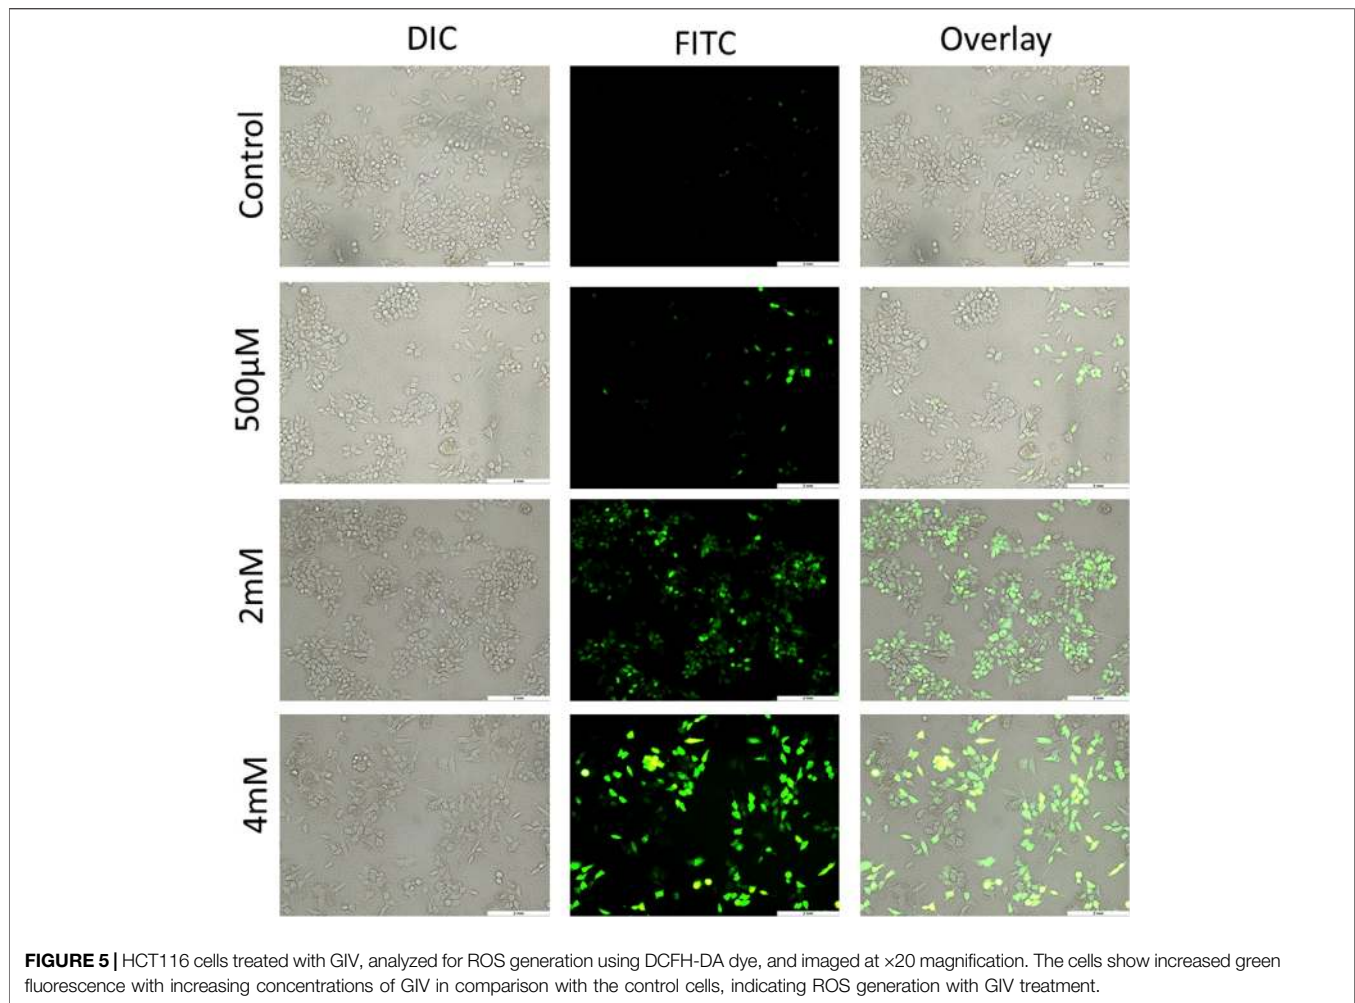 DIC
FITC
Overlay
Control
500µM
2mM
4mM
FIGURE 5 | HCT116 cells treated with GIV, analyzed for ROS generation using DCFH-DA dye, and imaged at ×20 magnification. The cells show increased green
fluorescence with increasing concentrations of GIV in comparison with the control cells, indicating ROS generation with GIV treatment.